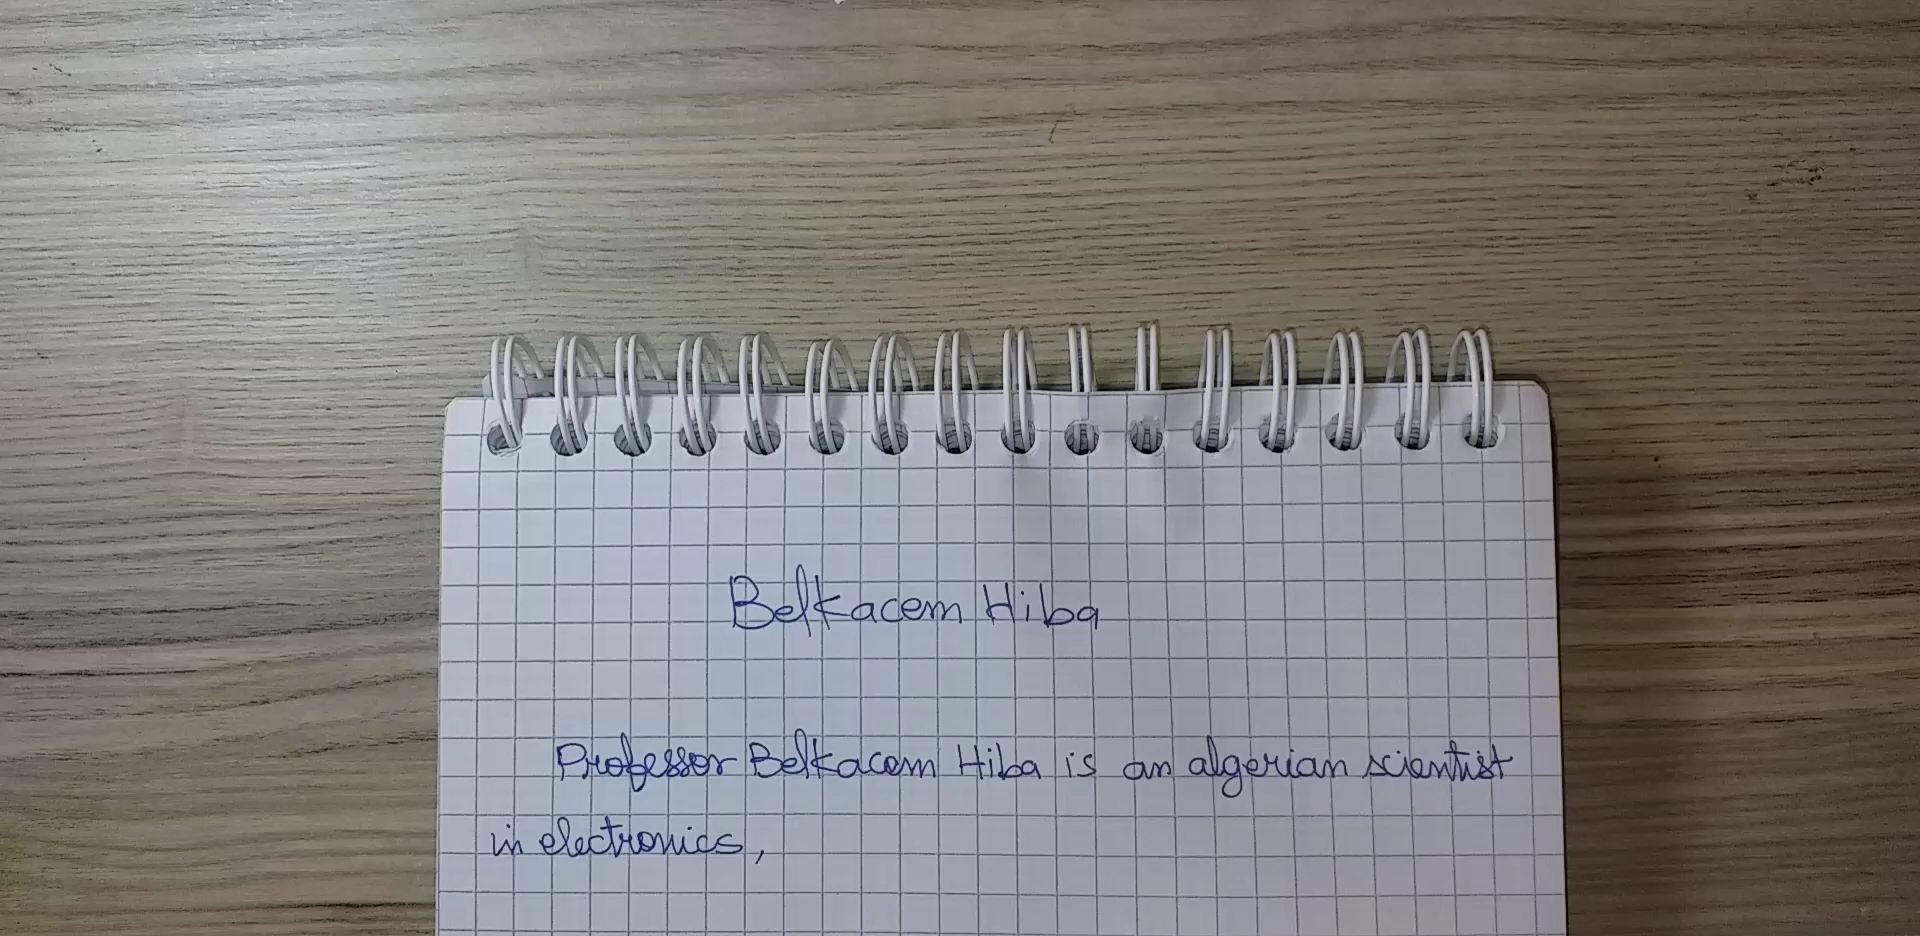 Belkacem Hiba
Professor Belkacem Hiba is an algerian scientist
in electronics,